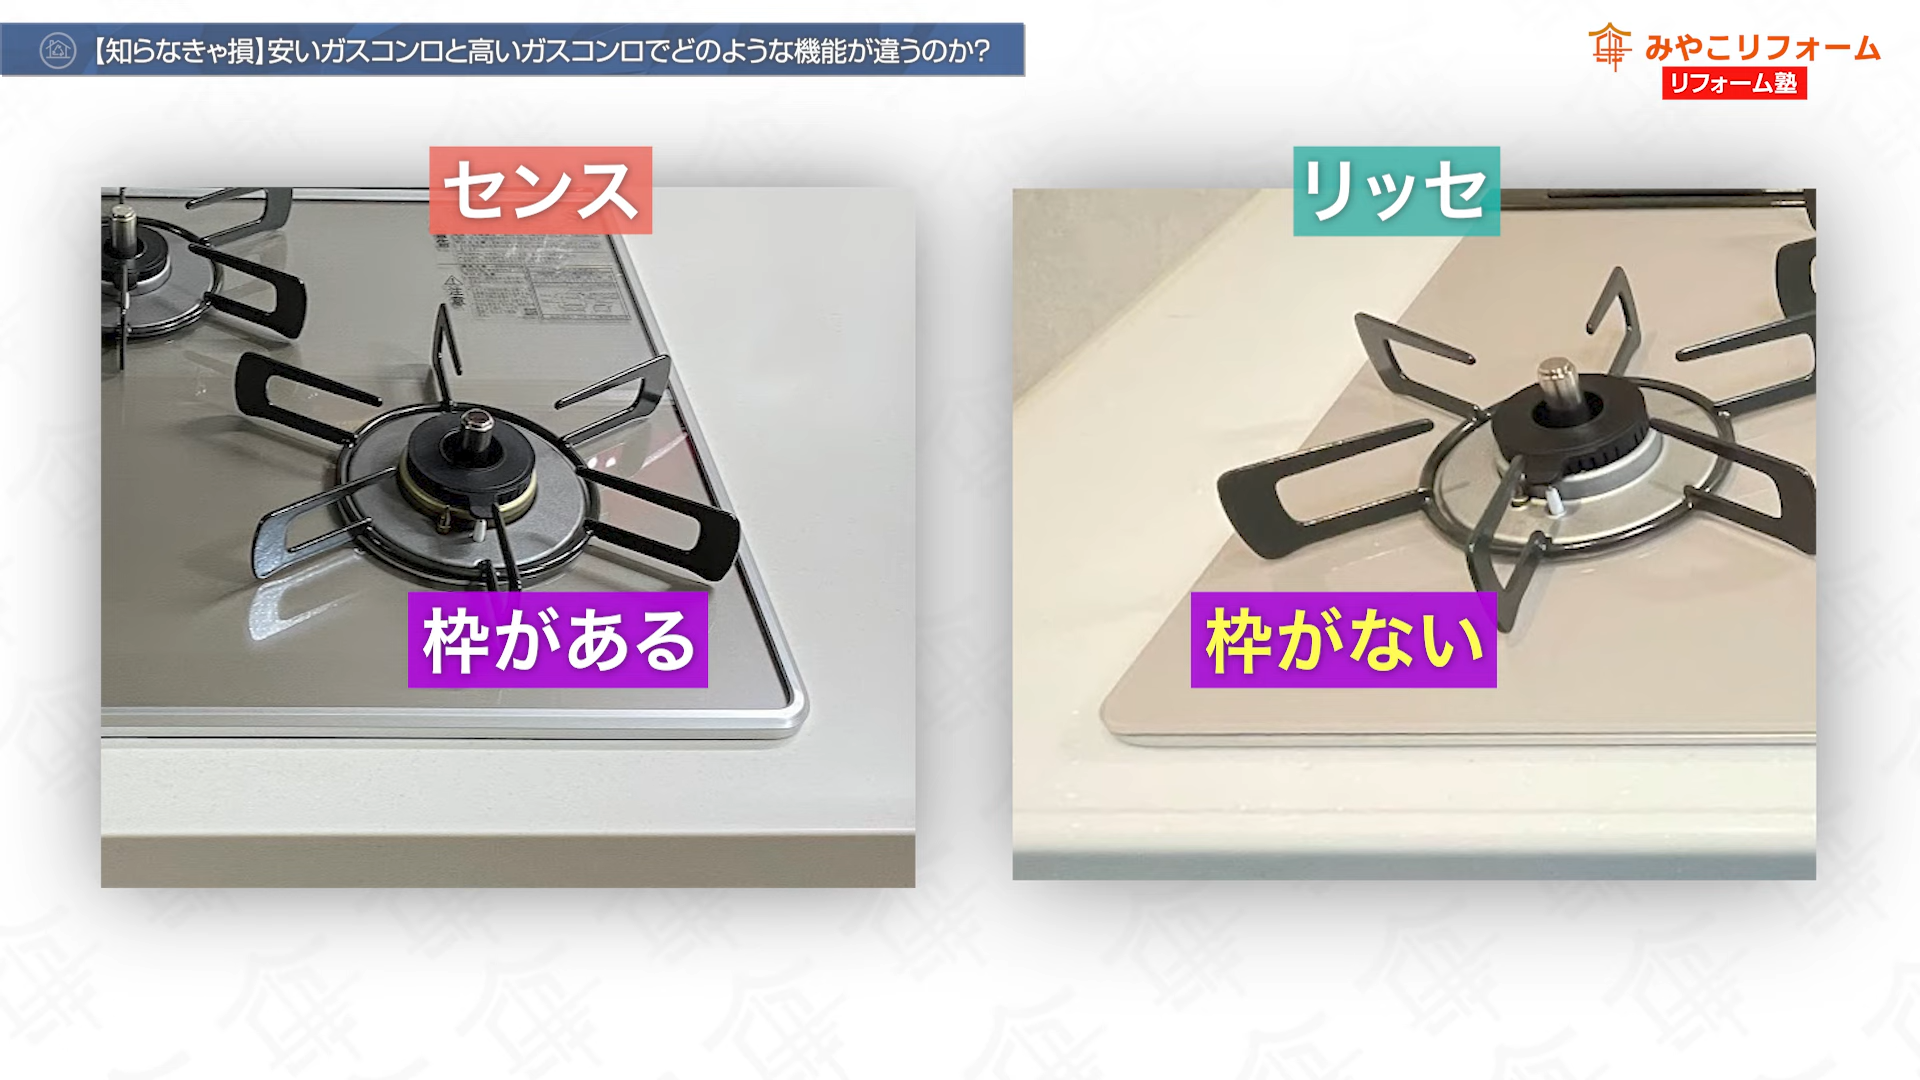 【知らなきゃ損】安いガスコンロと高いガスコンロでどのような機能が違うのか？
みやこリフォーム
リフォーム塾
センス
リッセ
注意
枠がある
枠がない